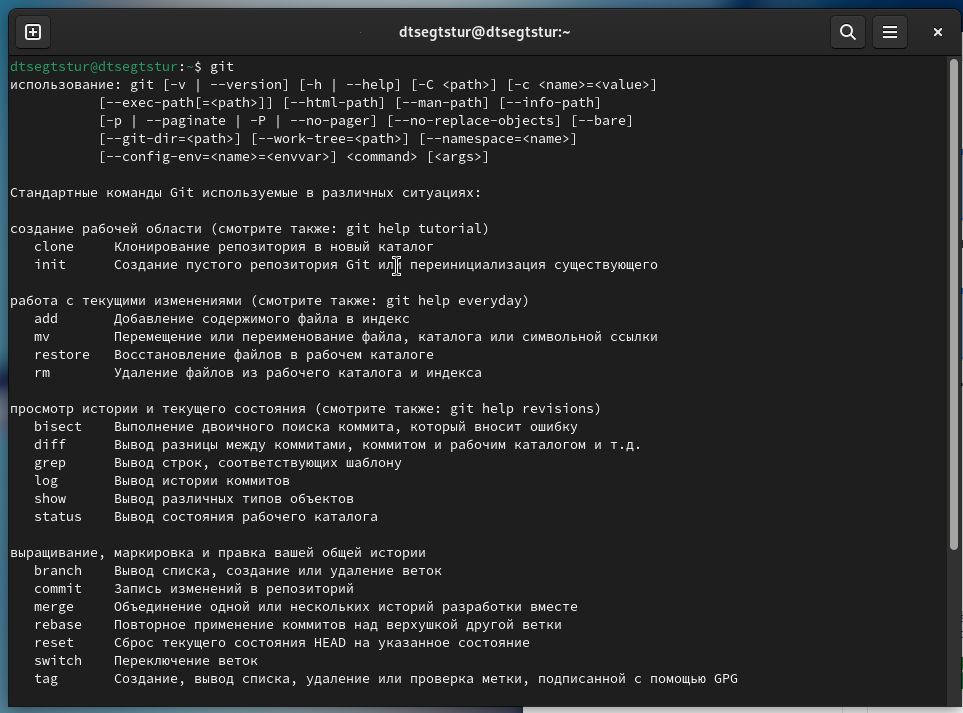 dtsegtstur@dtsegtstur:~
dtsegtstur@dtsegtstur:~$ git
использование: git [-v | --version] [-h | --help] [-C <path>] [-c <name>=<value>]
           [--exec-path[=<path>]] [--html-path] [--man-path] [--info-path]
           [-p | --paginate | -P | --no-pager] [--no-replace-objects] [--bare]
           [--git-dir=<path>] [--work-tree=<path>] [--namespace=<name>]
           [--config-env=<name>=<envvar>] <command> [<args>]

Стандартные команды Git используемые в различных ситуациях:

создание рабочей области (смотрите также: git help tutorial)
   clone     Клонирование репозитория в новый каталог
   init      Создание пустого репозитория Git или переинициализация существующего

работа с текущими изменениями (смотрите также: git help everyday)
   add       Добавление содержимого файла в индекс
   mv        Перемещение или переименование файла, каталога или символьной ссылки
   restore   Восстановление файлов в рабочем каталоге
   rm        Удаление файлов из рабочего каталога и индекса

просмотр истории и текущего состояния (смотрите также: git help revisions)
   bisect    Выполнение двоичного поиска коммита, который вносит ошибку
   diff      Вывод разницы между коммитами, коммитом и рабочим каталогом и т.д.
   grep      Вывод строк, соответствующих шаблону
   log       Вывод истории коммитов
   show      Вывод различных типов объектов
   status    Вывод состояния рабочего каталога

выращивание, маркировка и правка вашей общей истории
   branch    Вывод списка, создание или удаление веток
   commit    Запись изменений в репозиторий
   merge     Объединение одной или нескольких историй разработки вместе
   rebase    Повторное применение коммитов над верхушкой другой ветки
   reset     Сброс текущего состояния HEAD на указанное состояние
   switch    Переключение веток
   tag       Создание, вывод списка, удаление или проверка метки, подписанной с помощью GPG